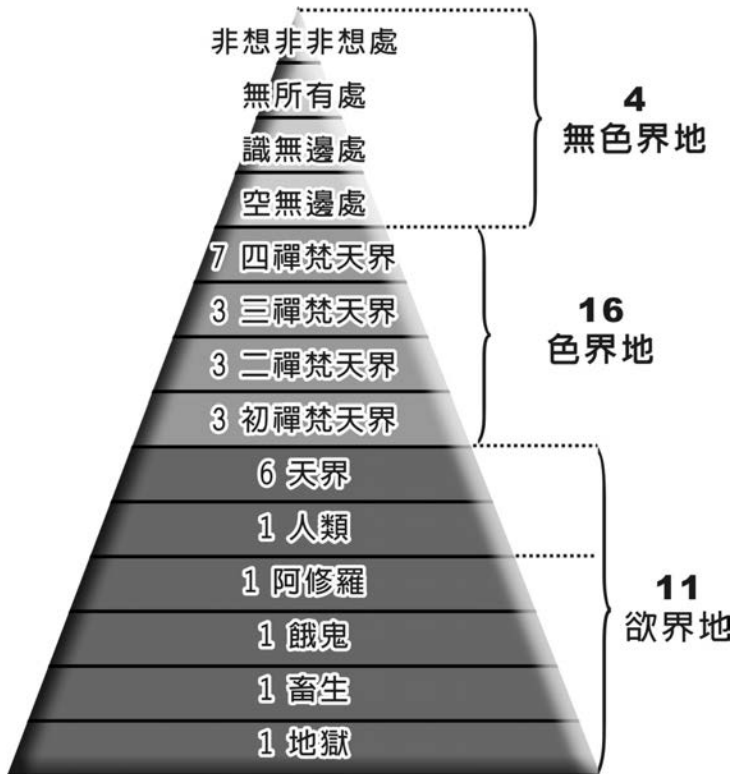 非想非非想處
無所有處
識無邊處
空無邊處
4
無色界地
7 四禪梵天界
3 三禪梵天界
3 二禪梵天界
3 初禪梵天界
16
色界地
6 天界
1 人類
1 阿修羅
1 餓鬼
1 畜生
1 地獄
11
欲界地